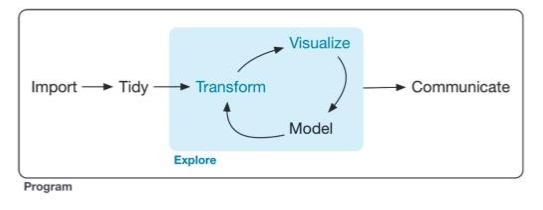 Visualize
Import Tidy Transform Communicate
Model
Explore
Program